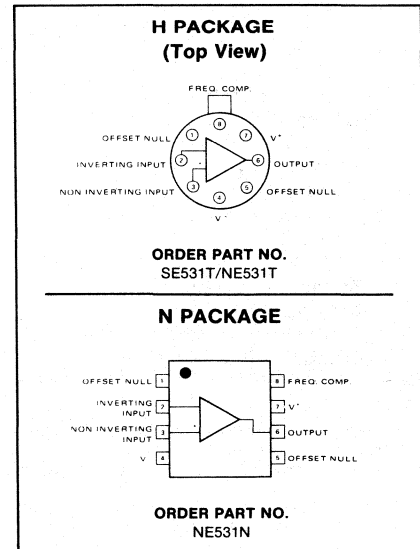 H PACKAGE
(Top View)
FREQ. COMP.
8
OFFSET NULL 1 7 V+
INVERTING INPUT 2 6 OUTPUT
NON INVERTING INPUT 3 5 OFFSET NULL
4
V-
ORDER PART NO.
SE531T/NE531T
N PACKAGE
OFFSET NULL 1 8 FREQ. COMP.
INVERTING
INPUT 2 7 V+
NON INVERTING
INPUT 3 6 OUTPUT
V 4 5 OFFSET NULL
ORDER PART NO.
NE531N